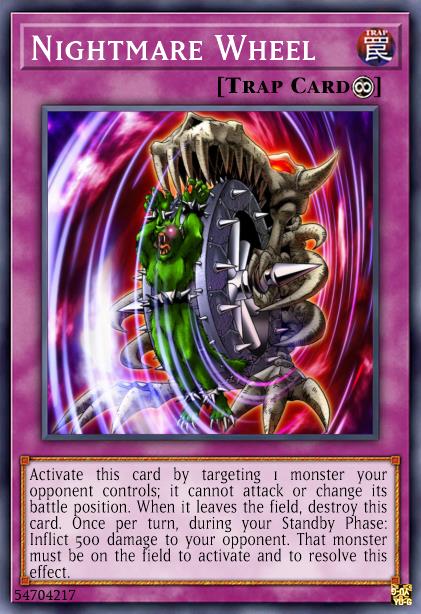 Nightmare Wheel
TRAP
罠
[Trap Card♾]
Activate this card by targeting 1 monster your
opponent controls; it cannot attack or change its
battle position. When it leaves the field, destroy this
card. Once per turn, during your Standby Phase:
Inflict 500 damage to your opponent. That monster
must be on the field to activate and to resolve this
effect.
54704217